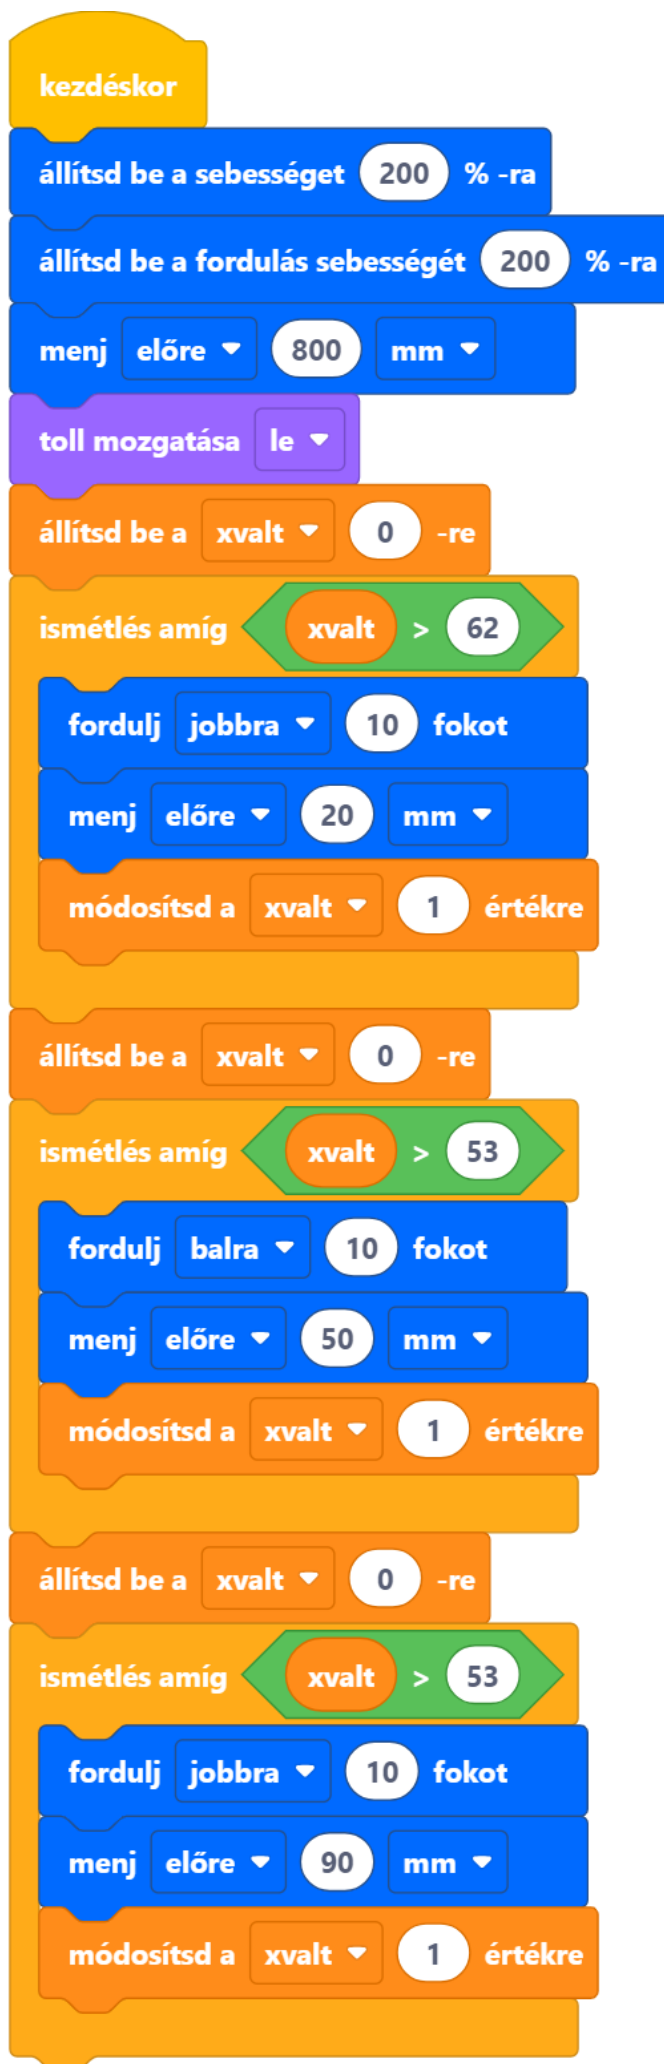 kezdéskor
állítsd be a sebességet 200 % -ra
állítsd be a fordulás sebességét 200 % -ra
menj előre 800 mm
toll mozgatása le
állítsd be a xvalt 0 -re
ismétlés amíg xvalt > 62
fordulj jobbra 10 fokot
menj előre 20 mm
módosítsd a xvalt 1 értékre
állítsd be a xvalt 0 -re
ismétlés amíg xvalt > 53
fordulj balra 10 fokot
menj előre 50 mm
módosítsd a xvalt 1 értékre
állítsd be a xvalt 0 -re
ismétlés amíg xvalt > 53
fordulj jobbra 10 fokot
menj előre 90 mm
módosítsd a xvalt 1 értékre